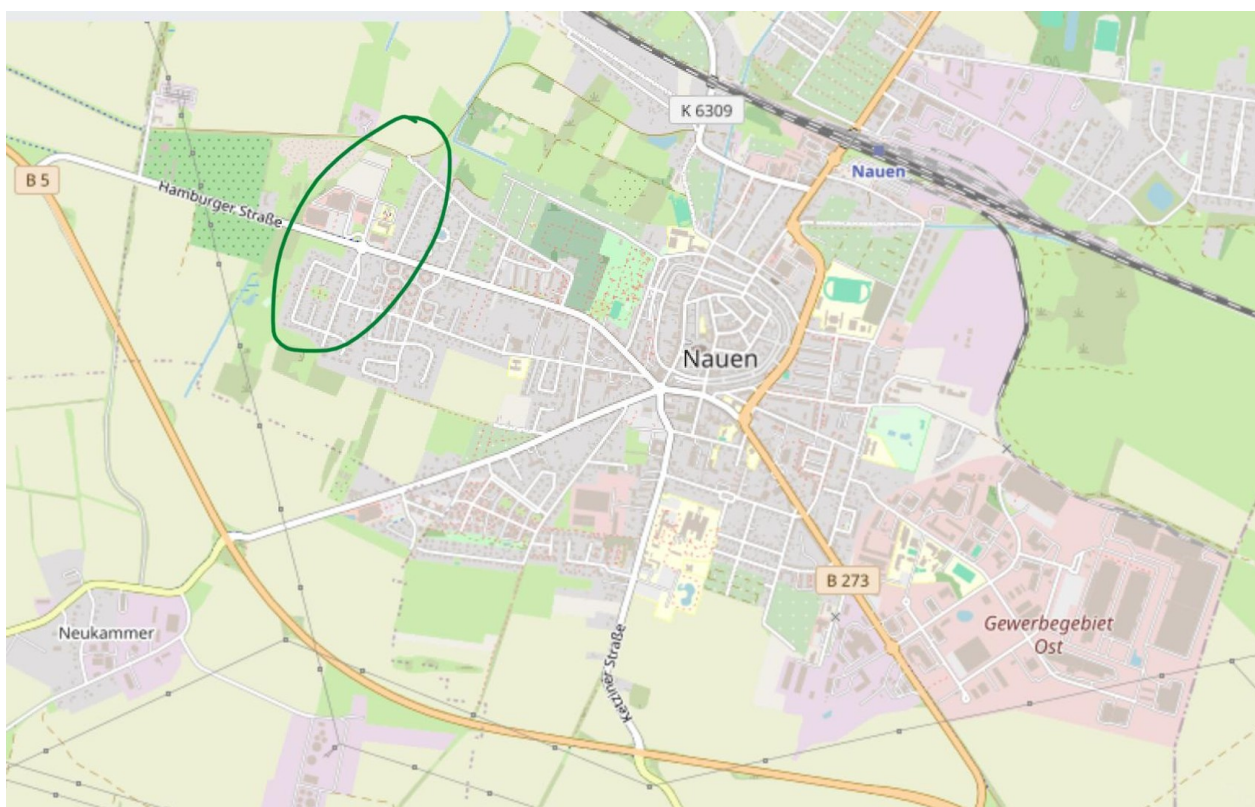 K 6309
Nauen
B 5
Hamburger Straße
Nauen
B 273
Gewerbegebiet
Ost
Neukammer
Ketziner Straße